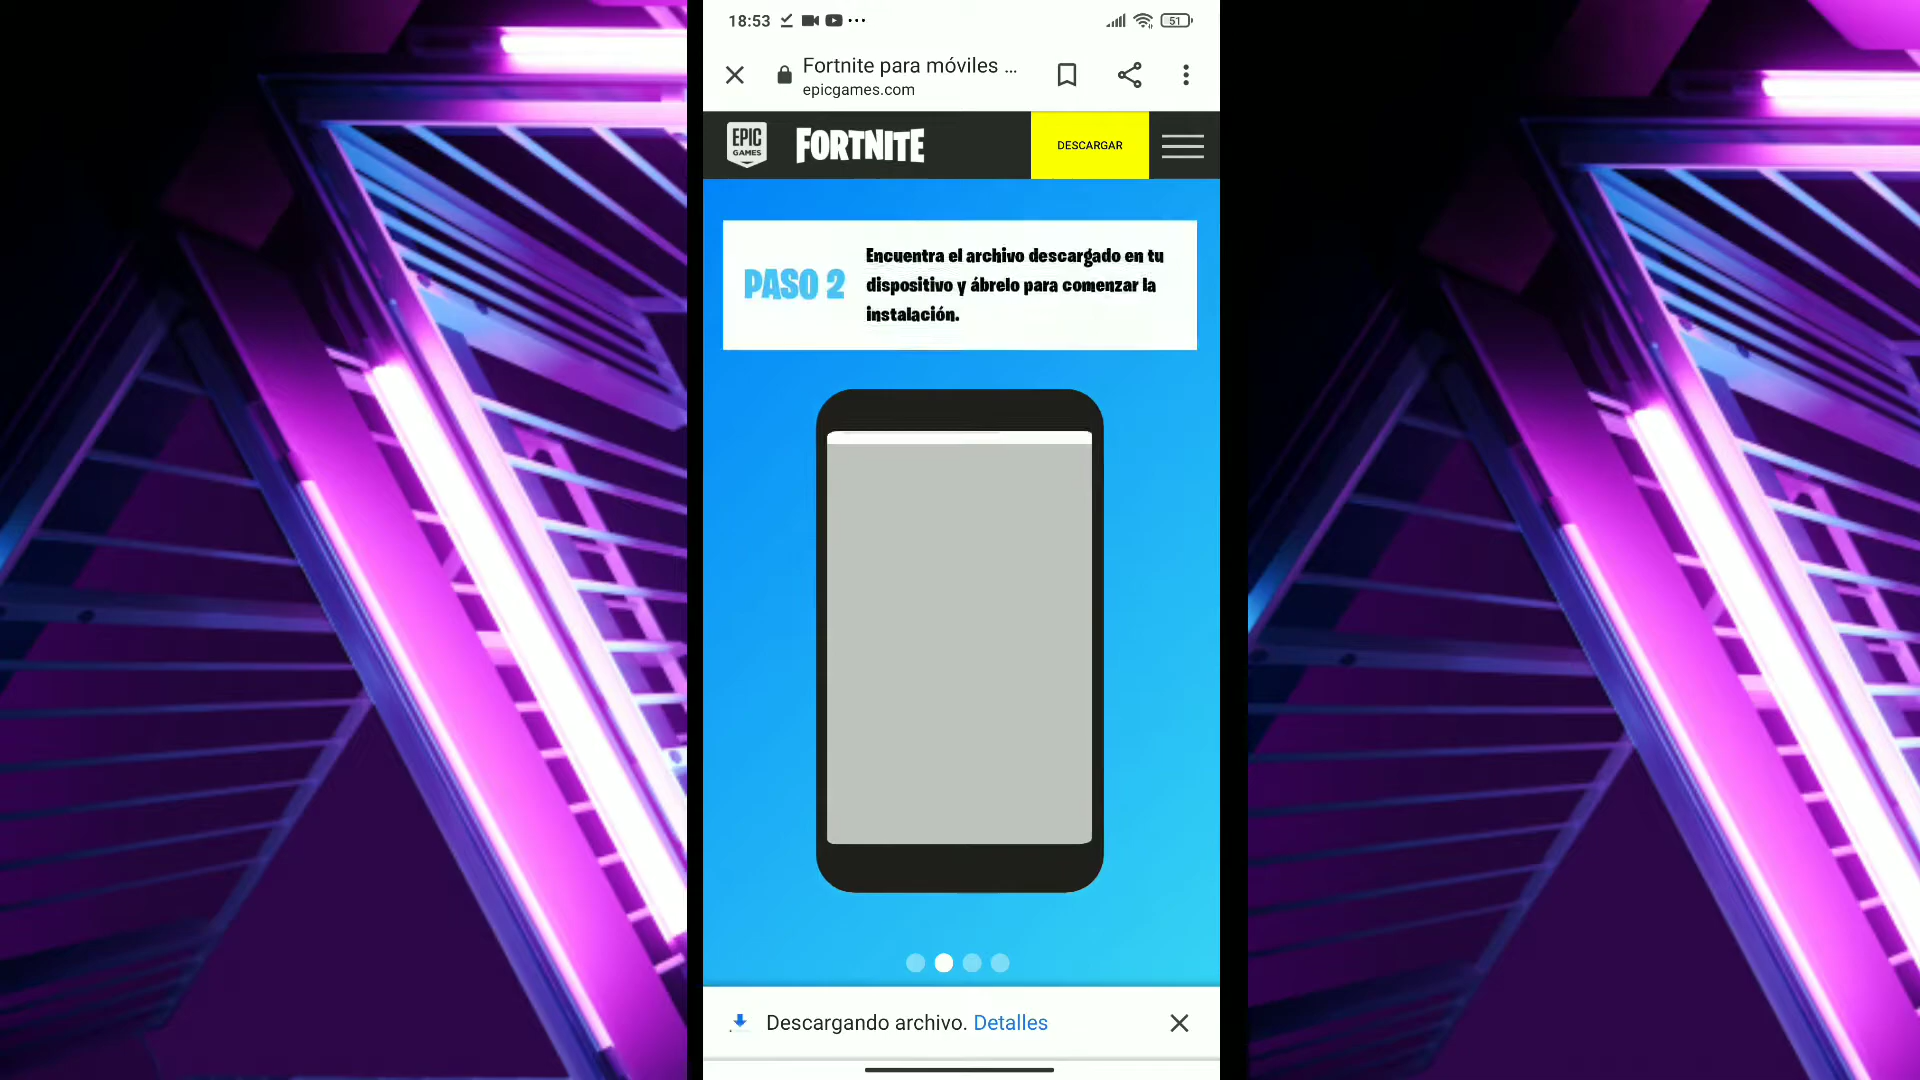 18:53
51
Fortnite para móviles ...
epicgames.com
EPIC
GAMES
FORTNITE
DESCARGAR
PASO 2
Encuentra el archivo descargado en tu
dispositivo y ábrelo para comenzar la
instalación.
Descargando archivo. Detalles